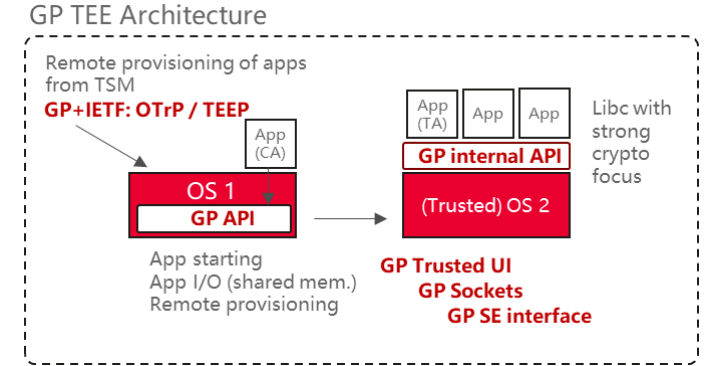 GP TEE Architecture
Remote provisioning of apps
from TSM
GP+IETF: OTrP / TEEP
App
(CA)
OS 1
GP API
App starting
App I/O (shared mem.)
Remote provisioning
App
(TA)
App
App
GP internal API
(Trusted) OS 2
Libc with
strong
crypto
focus
GP Trusted UI
GP Sockets
GP SE interface